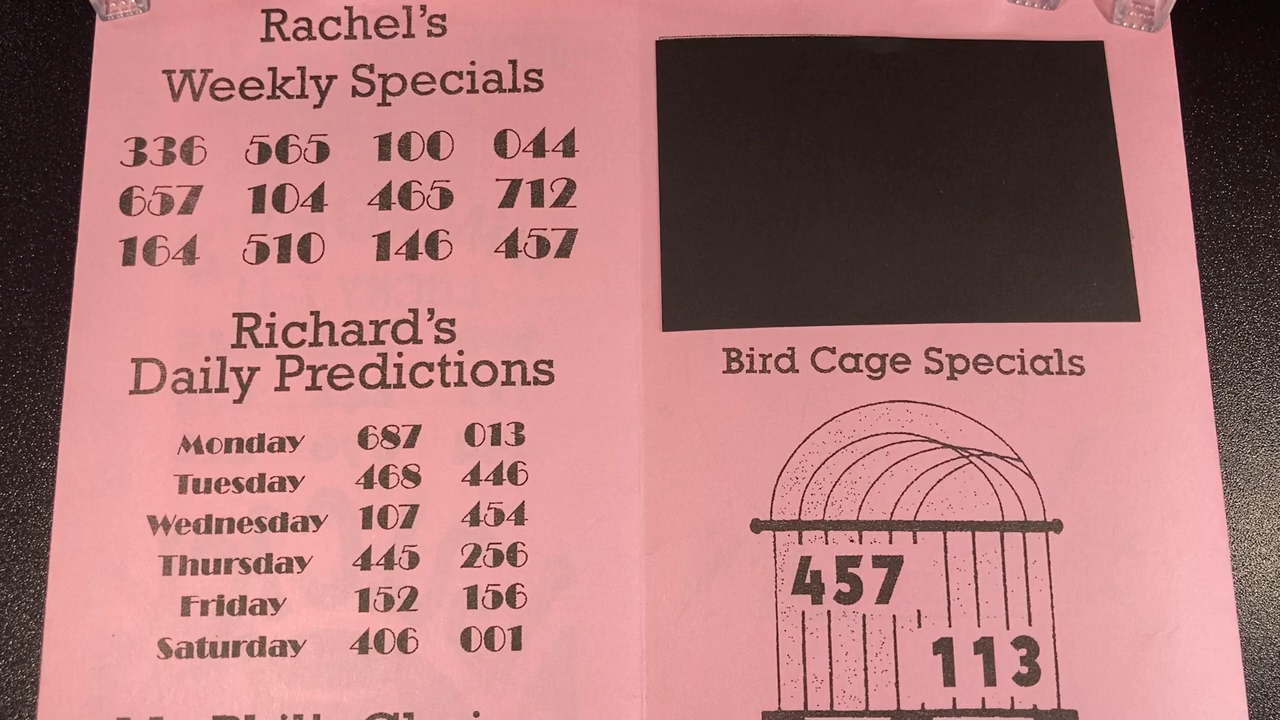 Rachel's
Weekly Specials
336 565 100 044
657 104 465 712
164 510 146 457
Richard's
Daily Predictions
Monday 687 013
Tuesday 468 446
Wednesday 107 454
Thursday 445 256
Friday 152 156
Saturday 406 001
Bird Cage Specials
457
113